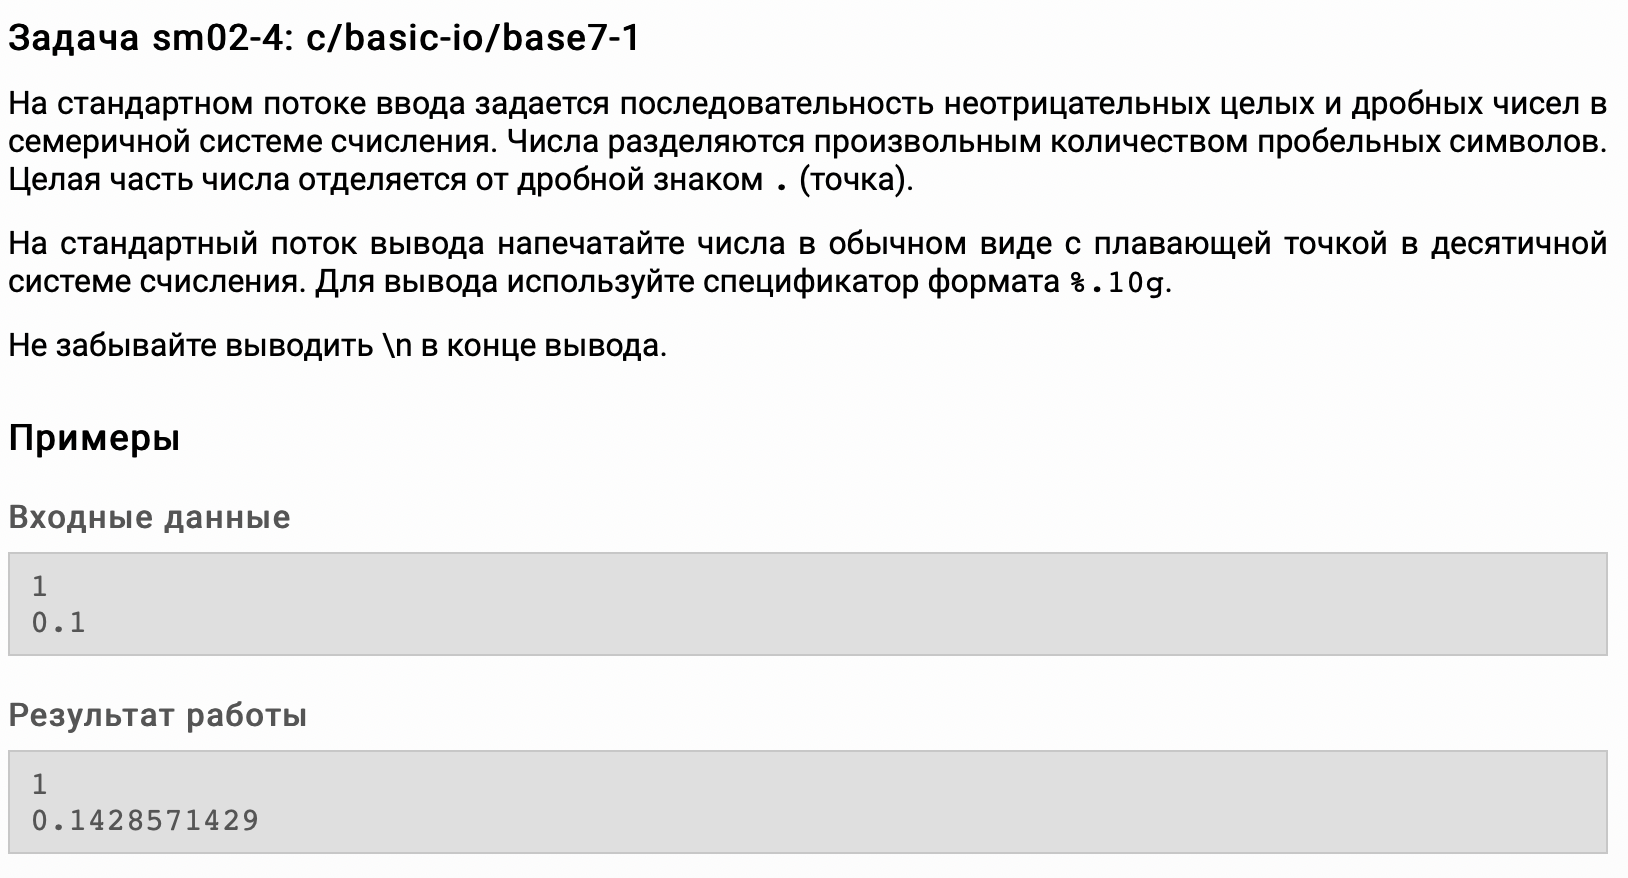 Задача sm02-4: c/basic-io/base7-1
На стандартном потоке ввода задается последовательность неотрицательных целых и дробных чисел в
семеричной системе счисления. Числа разделяются произвольным количеством пробельных символов.
Целая часть числа отделяется от дробной знаком . (точка).
На стандартный поток вывода напечатайте числа в обычном виде с плавающей точкой в десятичной
системе счисления. Для вывода используйте спецификатор формата %.10g.
Не забывайте выводить \n в конце вывода.
Примеры
Входные данные
1
0.1
Результат работы
1
0.1428571429